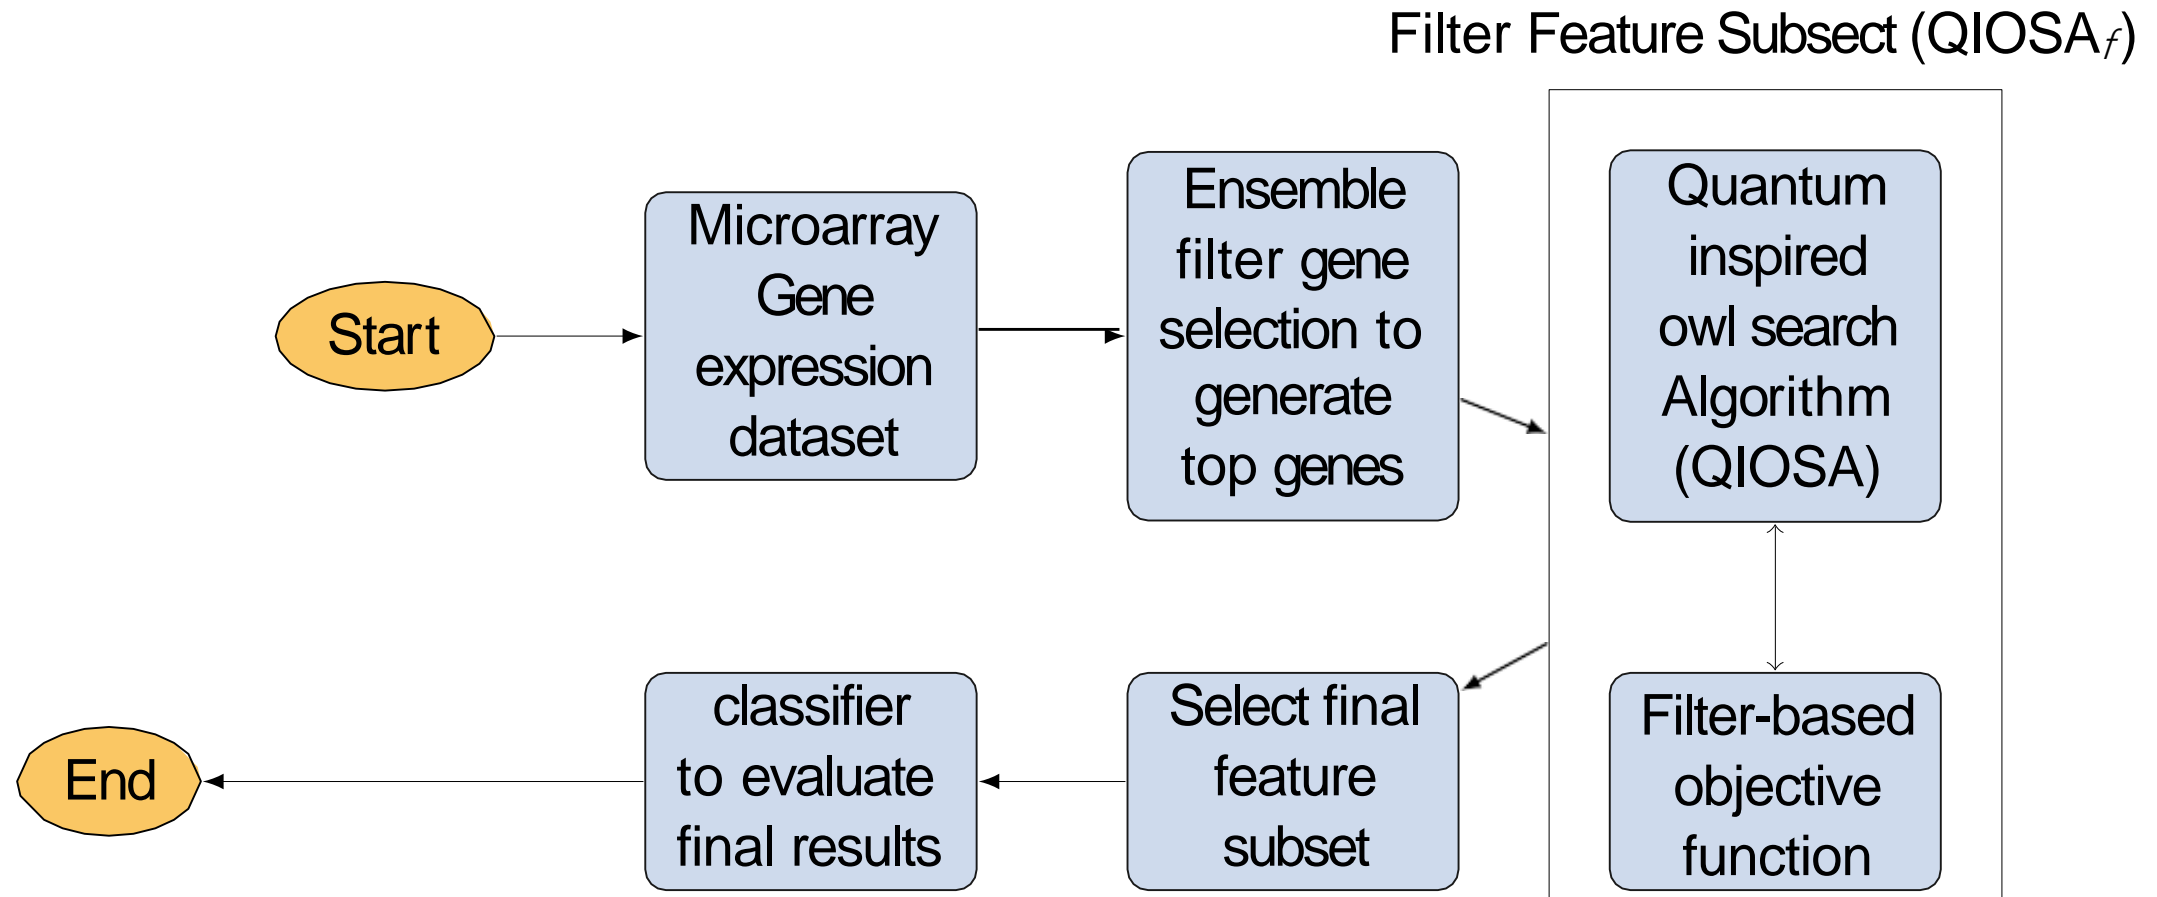 Filter Feature Subsect (QIOSAf)
Start
Microarray
Gene
expression
dataset
Ensemble
filter gene
selection to
generate
top genes
Quantum
inspired
owl search
Algorithm
(QIOSA)
Filter-based
objective
function
Select final
feature
subset
classifier
to evaluate
final results
End